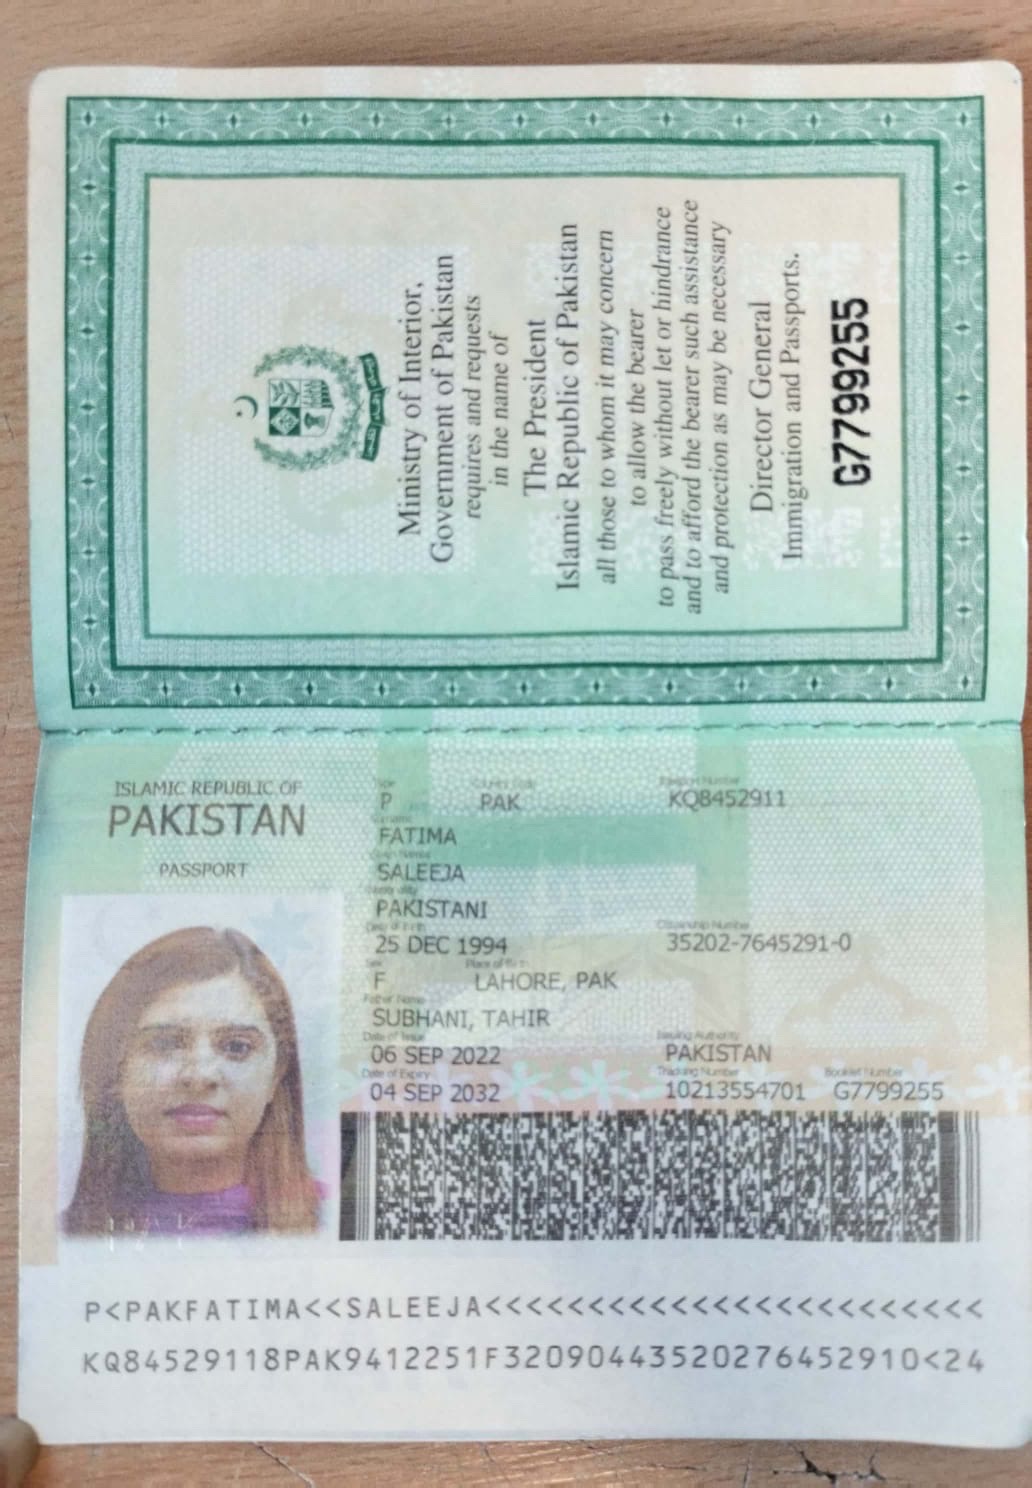 Ministry of Interior,
Government of Pakistan
requires and requests
in the name of
The President
Islamic Republic of Pakistan
all those to whom it may concern
to allow the bearer
to pass freely without let or hindrance
and to afford the bearer such assistance
and protection as may be necessary
Director General
Immigration and Passports.
G7799255
ISLAMIC REPUBLIC OF
PAKISTAN
PASSPORT
Type Country Code Passport Number
P PAK KQ8452911
Surname
FATIMA
Given Names
SALEEJA
Nationality
PAKISTANI
Date of Birth Citizenship Number
25 DEC 1994 35202-7645291-0
Sex Place of Birth
F LAHORE, PAK
Father Name
SUBHANI, TAHIR
Date of Issue Issuing Authority
06 SEP 2022 PAKISTAN
Date of Expiry Tracking Number Booklet Number
04 SEP 2032 10213554701 G7799255
P<PAKFATIMA<<SALEEJA<<<<<<<<<<<<<<<<<<<<<<<<
KQ84529118PAK9412251F32090443520276452910<24